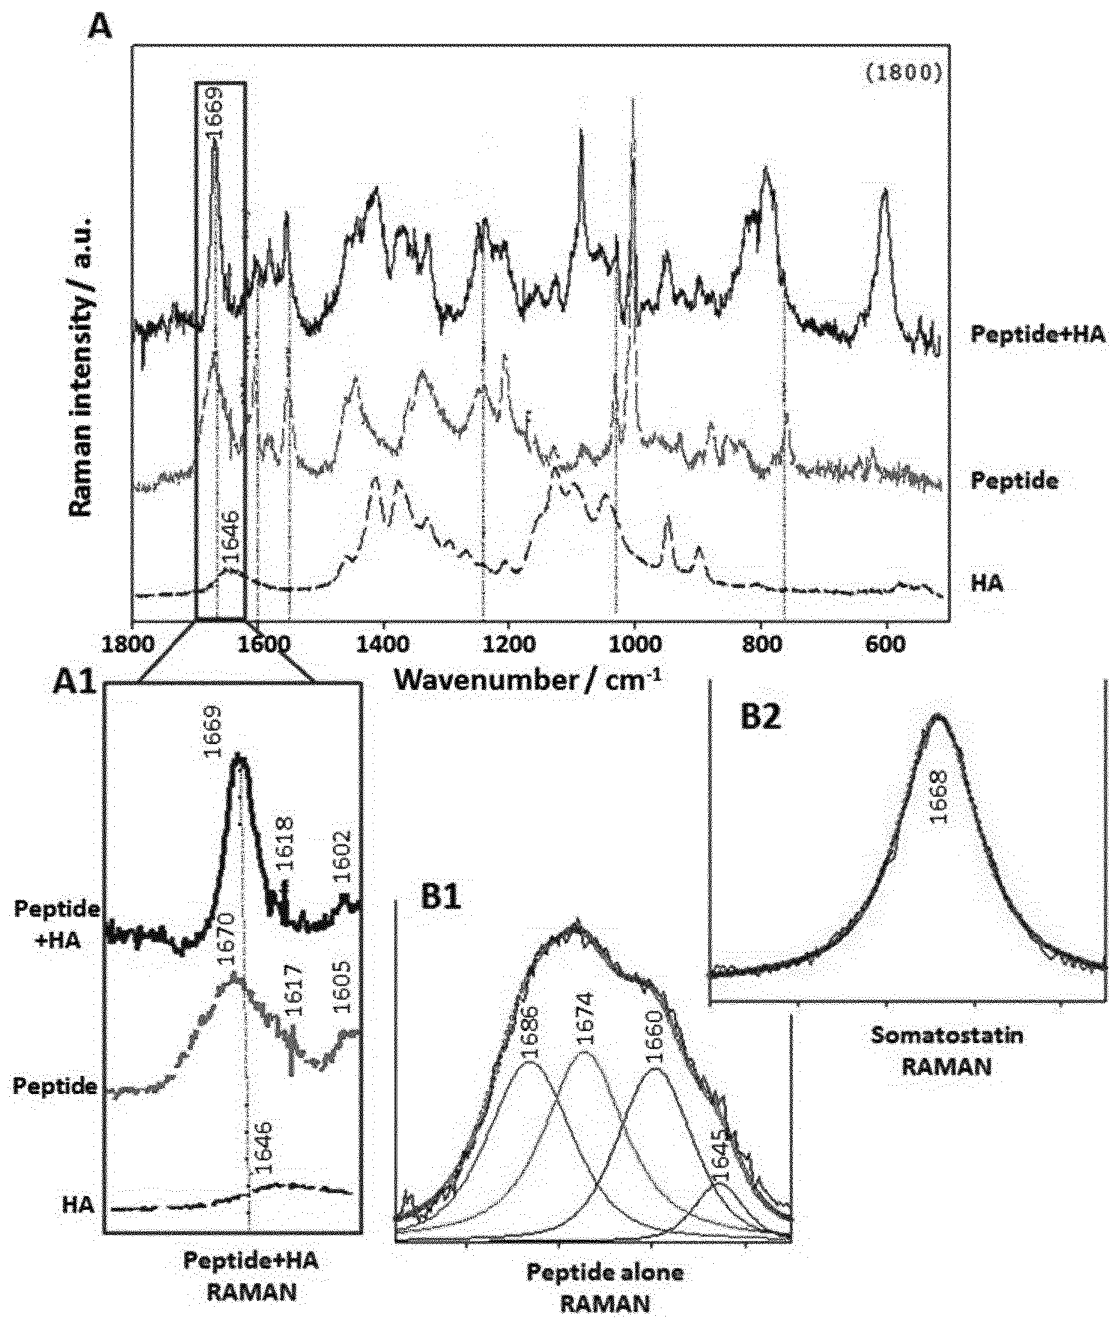 A
(1800)
1669
Raman intensity / a.u.
Peptide+HA
Peptide
1646
HA
1800 1600 1400 1200 1000 800 600
Wavenumber / cm-1
A1
1669
1618
1602
Peptide
+HA
1670
1617
1605
Peptide
1646
HA
Peptide+HA
RAMAN
B1
1686
1674
1660
1645
Peptide alone
RAMAN
B2
1668
Somatostatin
RAMAN